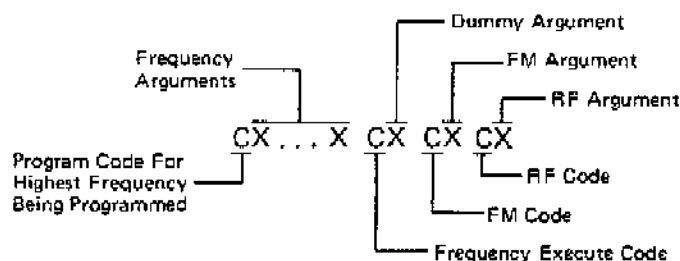 Dummy Argument
Frequency
Arguments
FM Argument
RF Argument
CX...X CX CX CX
Program Code For
Highest Frequency
Being Programmed
RF Code
FM Code
Frequency Execute Code